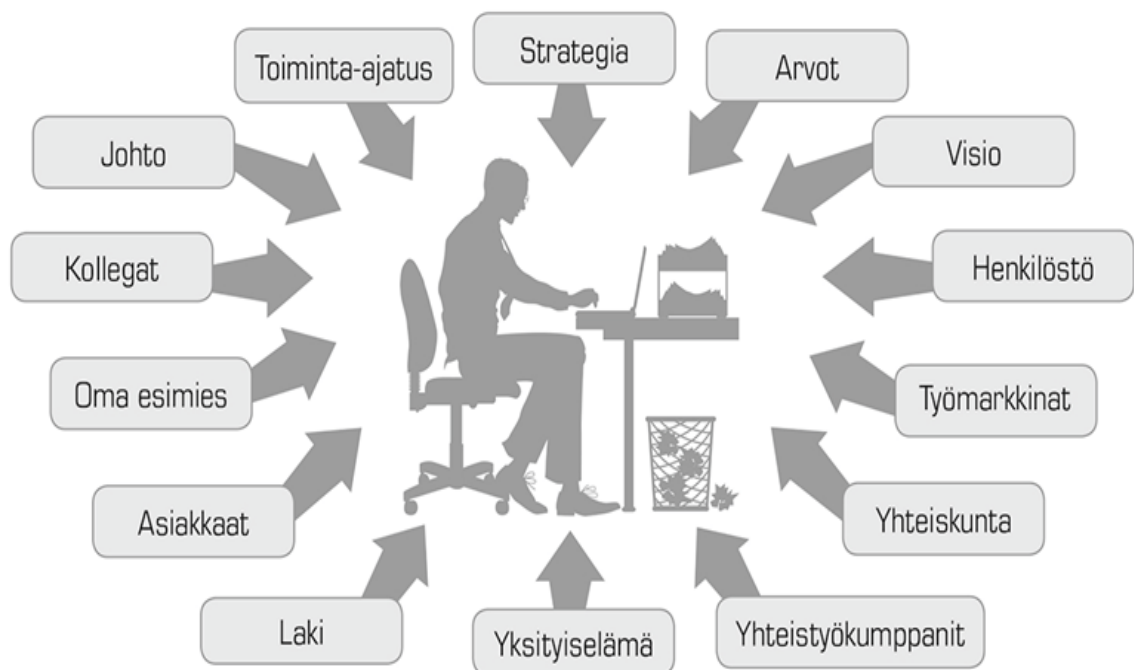 Strategia
Toiminta-ajatus
Arvot
Johto
Visio
Kollegat
Henkilöstö
Oma esimies
Työmarkkinat
Asiakkaat
Yhteiskunta
Laki
Yksityiselämä
Yhteistyökumppanit